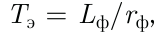 Tэ = Lф/rф,